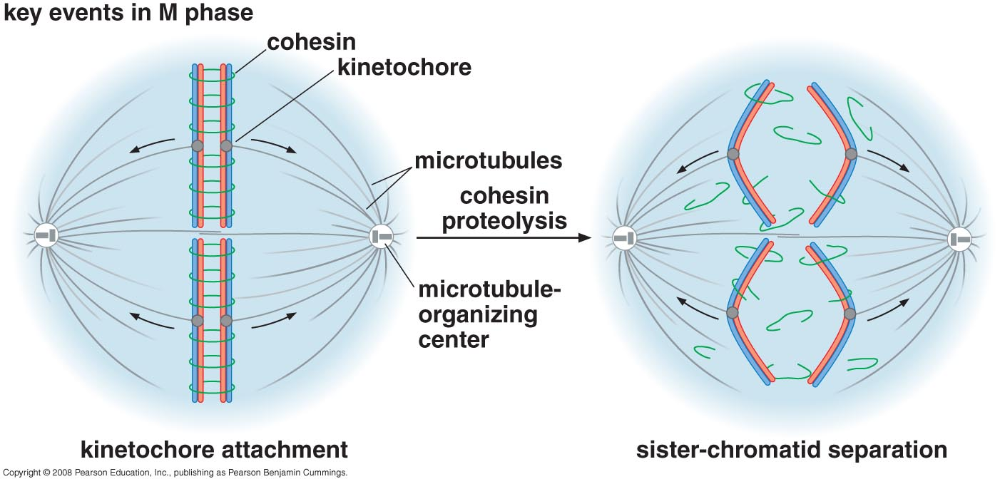 key events in M phase
cohesin
kinetochore
microtubules
cohesin
proteolysis
microtubule-
organizing
center
kinetochore attachment
sister-chromatid separation
Copyright © 2008 Pearson Education, Inc., publishing as Pearson Benjamin Cummings.